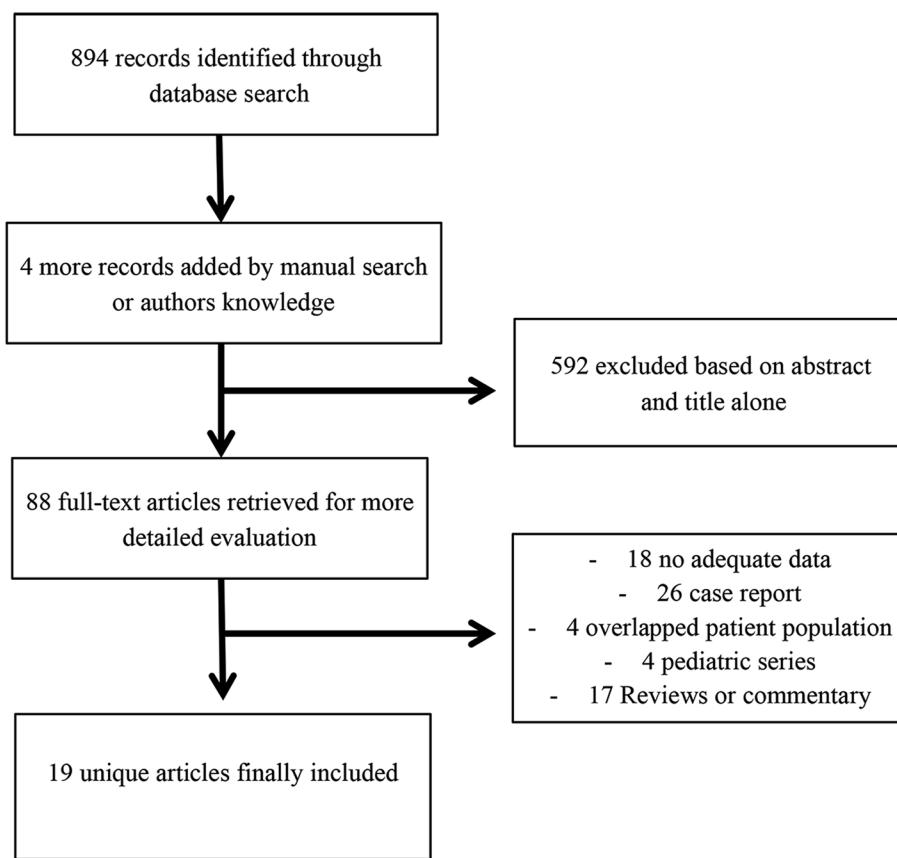 894 records identified through
database search
4 more records added by manual search
or authors knowledge
592 excluded based on abstract
and title alone
88 full-text articles retrieved for more
detailed evaluation
- 18 no adequate data
- 26 case report
- 4 overlapped patient population
- 4 pediatric series
- 17 Reviews or commentary
19 unique articles finally included